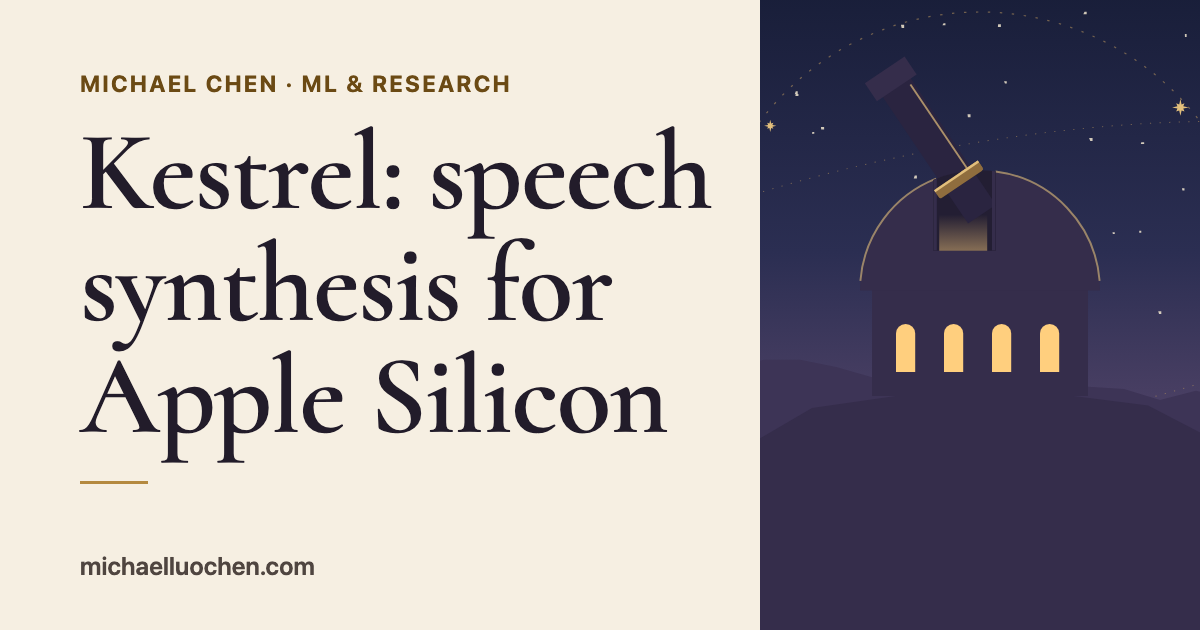 MICHAEL CHEN · ML & RESEARCH
Kestrel: speech
synthesis for
Apple Silicon
michaelluochen.com